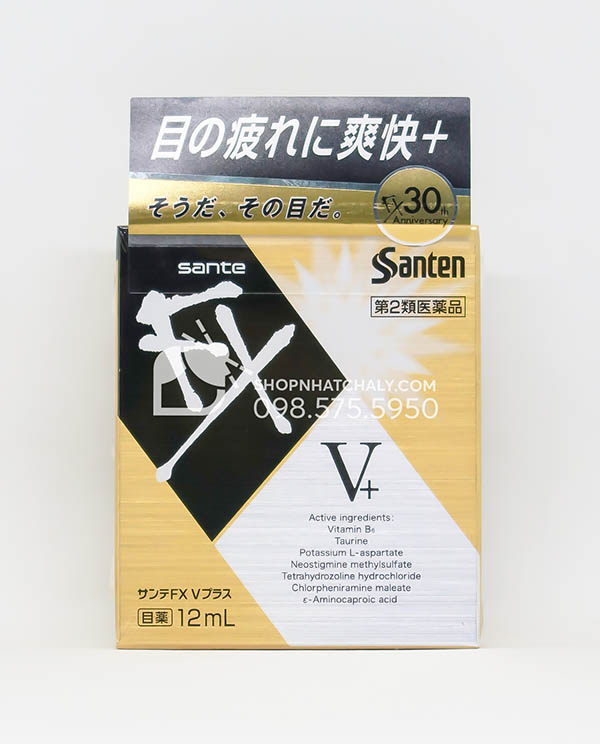 目の疲れに爽快+
そうだ、その目だ。
FX30th
Anniversary
sante
Santen
第2類医薬品
FX
SHOPNHATCHALY.COM
098.575.5950
V+
Active ingredients:
Vitamin B6
Taurine
Potassium L-aspartate
Neostigmine methylsulfate
Tetrahydrozoline hydrochloride
Chlorpheniramine maleate
ε-Aminocaproic acid
サンテFX Vプラス
目薬 12mL